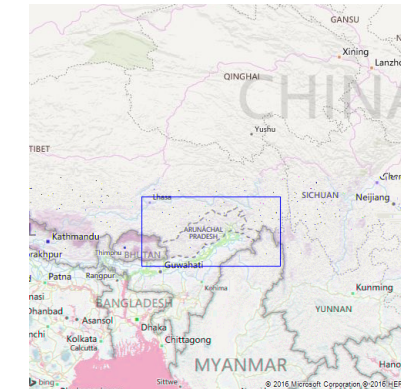 GANSU
Xining
Lanzho
QINGHAI
CHINA
Yushu
TIBET
SICHUAN
Lhasa
Neijiang
ARUNACHAL
PRADESH
Kathmandu
Thimphu
BHUTAN
rakhpur
Guwahati
Patna
Rangpur
Kohima
Kunming
nasi
BANGLADESH
YUNNAN
Dhanbad
Asansol
nchi
Dhaka
Kolkata
Calcutta
Chittagong
Hano
MYANMAR
bing
Sittwe
© 2016 Microsoft Corporation, © 2016 HERE